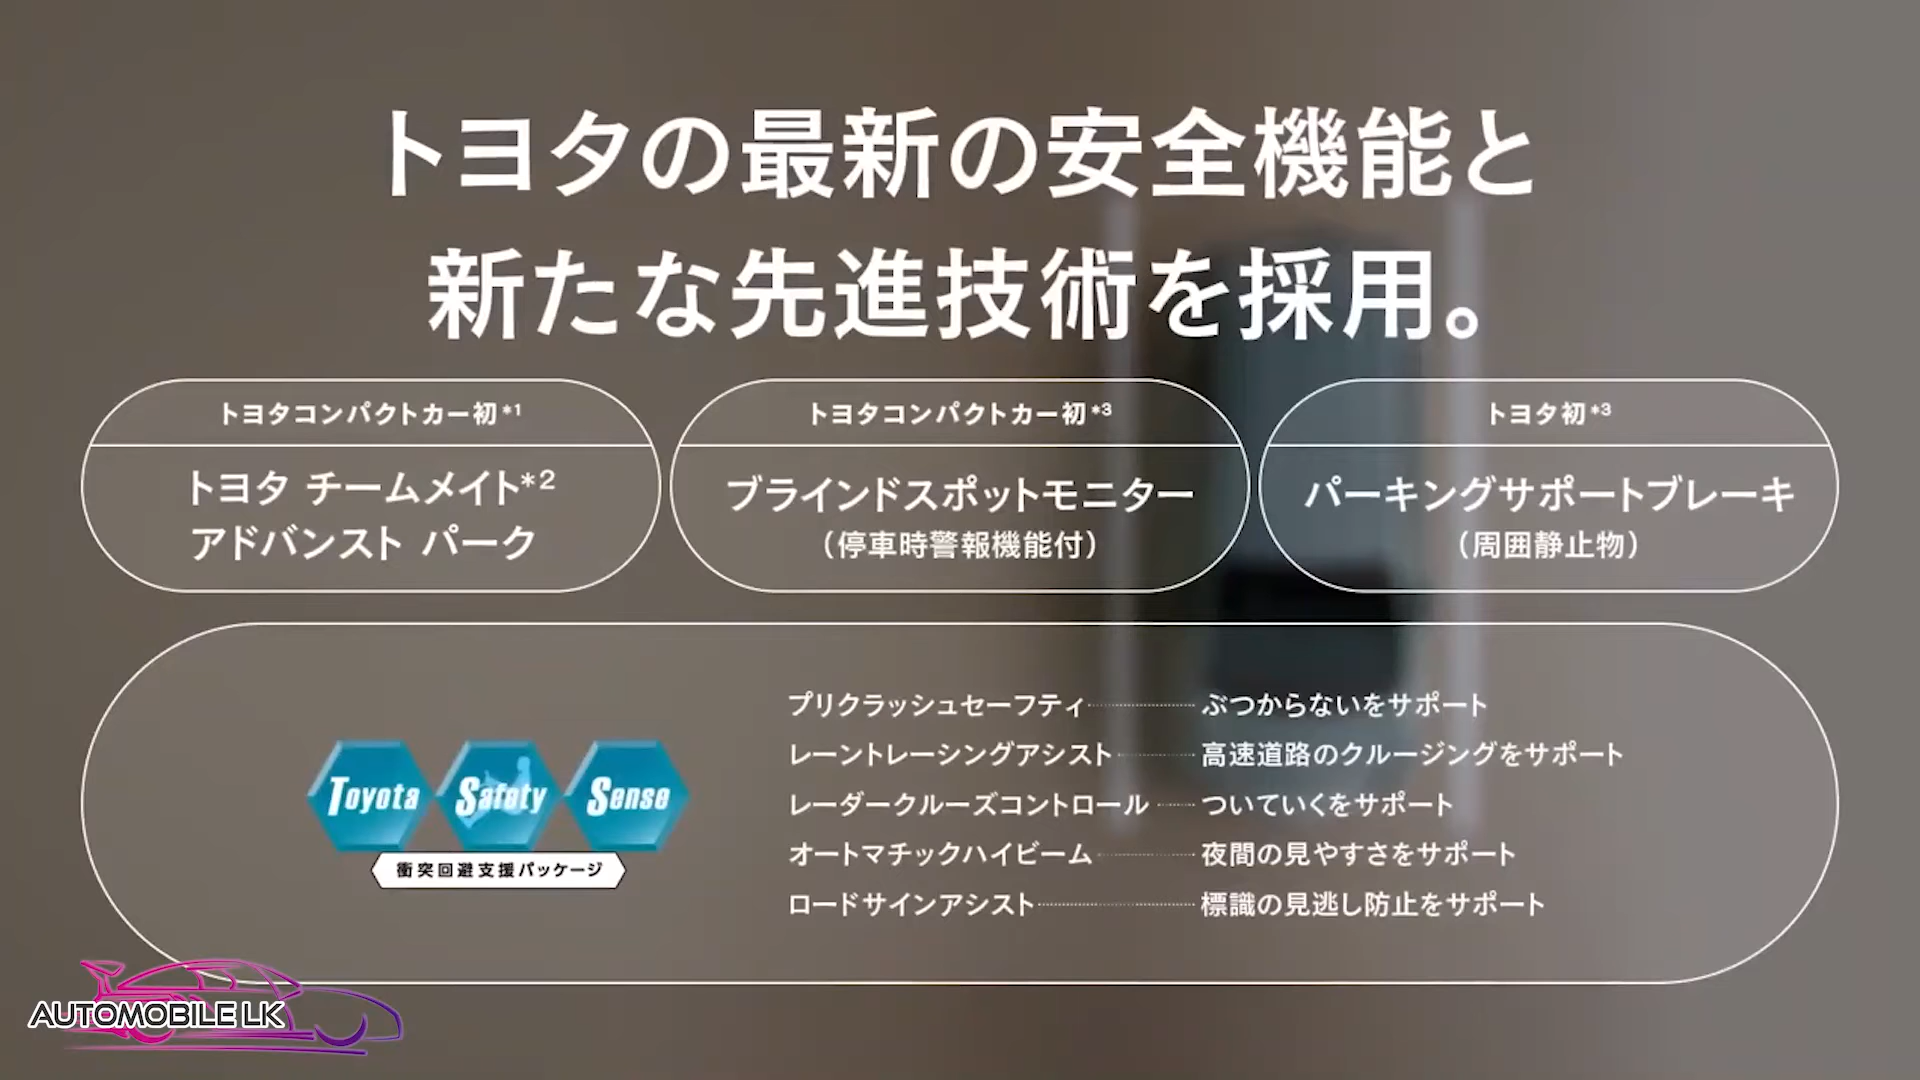 トヨタの最新の安全機能と
新たな先進技術を採用。
トヨタコンパクトカー初*1
トヨタ チームメイト*2
アドバンスト パーク
トヨタコンパクトカー初*3
ブラインドスポットモニター
(停車時警報機能付)
トヨタ初*3
パーキングサポートブレーキ
(周囲静止物)
Toyota Safety Sense
衝突回避支援パッケージ
プリクラッシュセーフティ ぶつからないをサポート
レーントレーシングアシスト 高速道路のクルージングをサポート
レーダークルーズコントロール ついていくをサポート
オートマチックハイビーム 夜間の見やすさをサポート
ロードサインアシスト 標識の見逃し防止をサポート
AUTOMOBILE LK